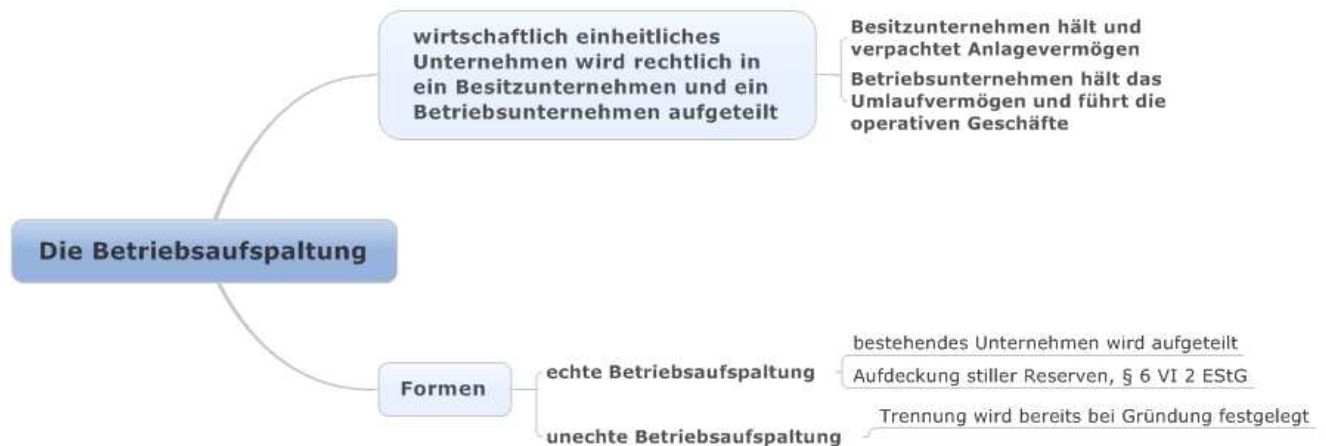 Die Betriebsaufspaltung
wirtschaftlich einheitliches
Unternehmen wird rechtlich in
ein Besitzunternehmen und ein
Betriebsunternehmen aufgeteilt
Besitzunternehmen hält und
verpachtet Anlagevermögen
Betriebsunternehmen hält das
Umlaufvermögen und führt die
operativen Geschäfte
Formen
echte Betriebsaufspaltung
bestehendes Unternehmen wird aufgeteilt
Aufdeckung stiller Reserven, § 6 VI 2 EStG
unechte Betriebsaufspaltung
Trennung wird bereits bei Gründung festgelegt